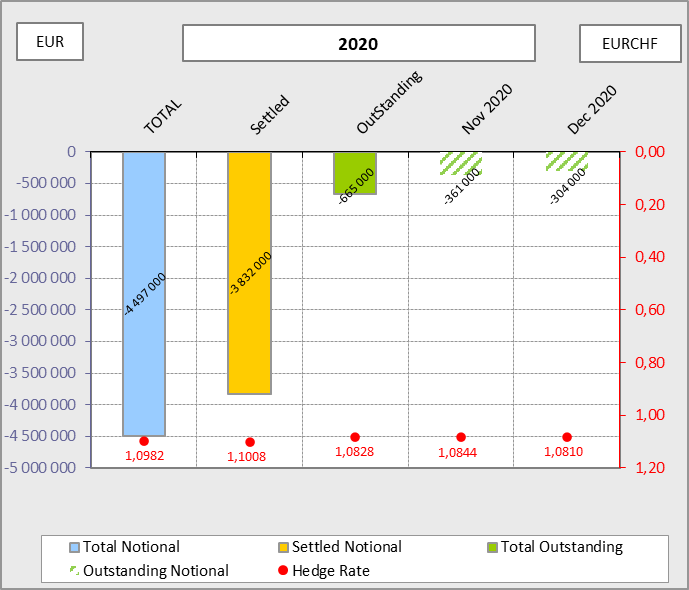 EUR
2020
EURCHF
TOTAL
Settled
OutStanding
Nov 2020
Dec 2020
0
-500 000
-1 000 000
-1 500 000
-2 000 000
-2 500 000
-3 000 000
-3 500 000
-4 000 000
-4 500 000
-5 000 000
-4 497 000
-3 832 000
-665 000
-361 000
-304 000
1,0982
1,1008
1,0828
1,0844
1,0810
0,00
0,20
0,40
0,60
0,80
1,00
1,20
Total Notional
Settled Notional
Total Outstanding
Outstanding Notional
Hedge Rate